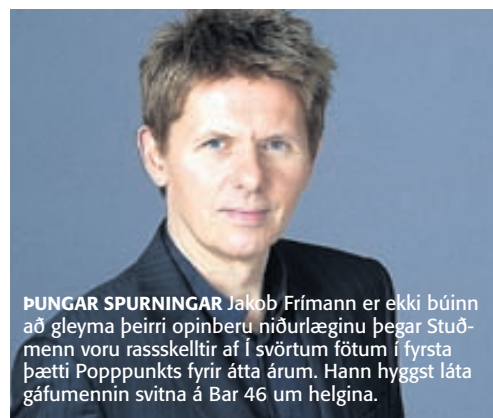 ÞUNGAR SPURNINGAR Jakob Frímann er ekki búinn
að gleyma þeirri opinberu niðurlæginu þegar Stuð-
menn voru rassskelltir af Í svörtum fötum í fyrsta
þætti Popppunkts fyrir átta árum. Hann hyggst láta
gáfumennin svitna á Bar 46 um helgina.